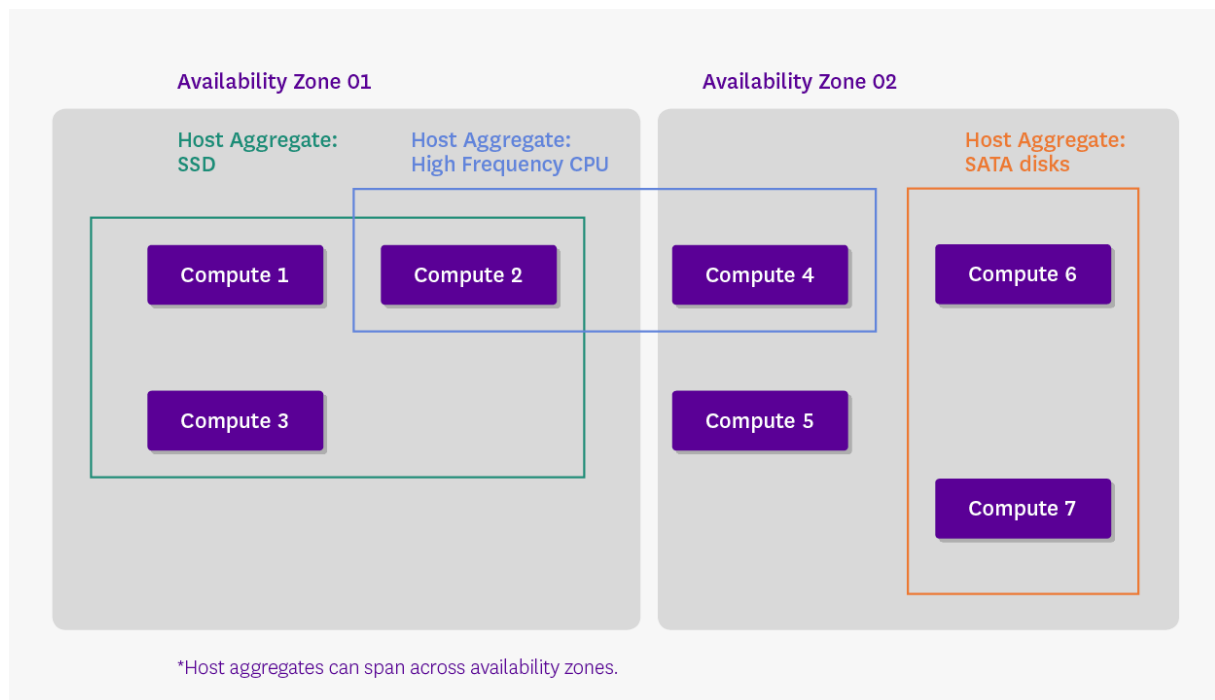 Availability Zone 01
Availability Zone 02
Host Aggregate:
SSD
Host Aggregate:
High Frequency CPU
Host Aggregate:
SATA disks
Compute 1
Compute 2
Compute 4
Compute 6
Compute 3
Compute 5
Compute 7
*Host aggregates can span across availability zones.